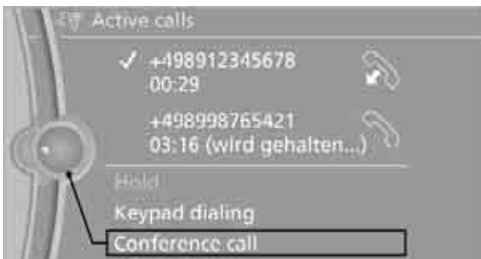 Active calls
+498912345678
00:29
+498998765421
03:16 (wird gehalten...)
Hold
Keypad dialing
Conference call